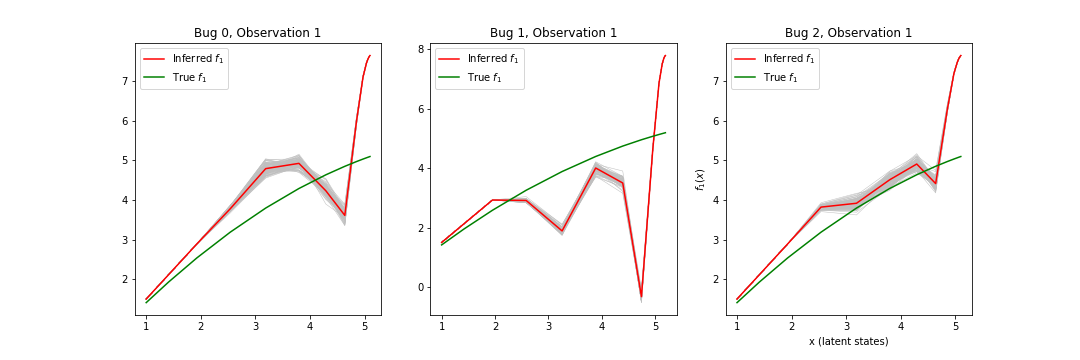 Bug 0, Observation 1
Inferred f₁
True f₁
7
6
5
4
3
2
1 2 3 4 5
Bug 1, Observation 1
Inferred f₁
True f₁
8
6
4
2
0
1 2 3 4 5
Bug 2, Observation 1
Inferred f₁
True f₁
f₁(x)
7
6
5
4
3
2
1 2 3 4 5
x (latent states)